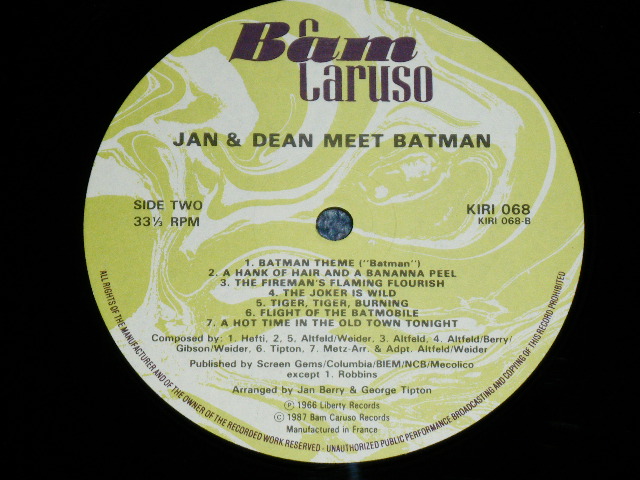 Bam
Caruso
JAN & DEAN MEET BATMAN
SIDE TWO
33⅓ RPM
KIRI 068
KIRI 068-B
1. BATMAN THEME ("Batman")
2. A HANK OF HAIR AND A BANANNA PEEL
3. THE FIREMAN'S FLAMING FLOURISH
4. THE JOKER IS WILD
5. TIGER, TIGER, BURNING
6. FLIGHT OF THE BATMOBILE
7. A HOT TIME IN THE OLD TOWN TONIGHT
Composed by: 1. Hefti, 2, 5. Altfeld/Weider, 3. Altfeld, 4. Altfeld/Berry/
Gibson/Weider, 6. Tipton, 7. Metz-Arr. & Adpt. Altfeld/Weider
Published by Screen Gems/Columbia/BIEM/NCB/Mecolico
except 1. Robbins
Arranged by Jan Berry & George Tipton
Ⓟ 1966 Liberty Records
© 1987 Bam Caruso Records
Manufactured in France
ALL RIGHTS OF THE MANUFACTURER AND OF THE OWNER OF THE RECORDED WORK RESERVED - UNAUTHORIZED PUBLIC PERFORMANCE BROADCASTING AND COPYING OF THIS RECORD PROHIBITED